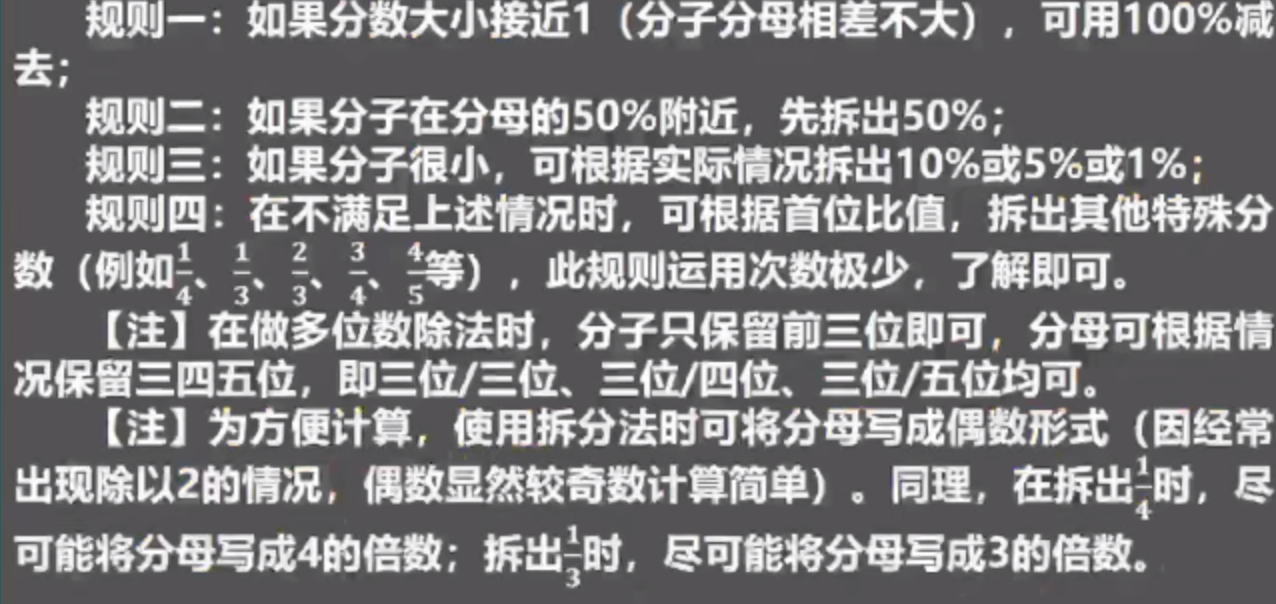 规则一：如果分数大小接近1（分子分母相差不大），可用100%减
去；
规则二：如果分子在分母的50%附近，先拆出50%；
规则三：如果分子很小，可根据实际情况拆出10%或5%或1%；
规则四：在不满足上述情况时，可根据首位比值，拆出其他特殊分
数（例如1/4、1/3、2/3、3/4、4/5等），此规则运用次数极少，了解即可。
【注】在做多位数除法时，分子只保留前三位即可，分母可根据情
况保留三四五位，即三位/三位、三位/四位、三位/五位均可。
【注】为方便计算，使用拆分法时可将分母写成偶数形式（因经常
出现除以2的情况，偶数显然较奇数计算简单）。同理，在拆出1/4时，尽
可能将分母写成4的倍数；拆出1/3时，尽可能将分母写成3的倍数。